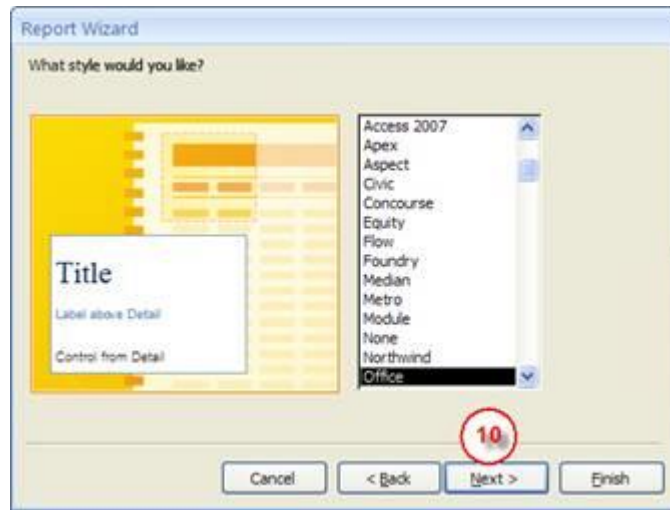 Report Wizard
What style would you like?
Title
Label above Detail
Control from Detail
Access 2007
Apex
Aspect
Civic
Concourse
Equity
Flow
Foundry
Median
Metro
Module
None
Northwind
Office
10
Cancel
< Back
Next >
Finish